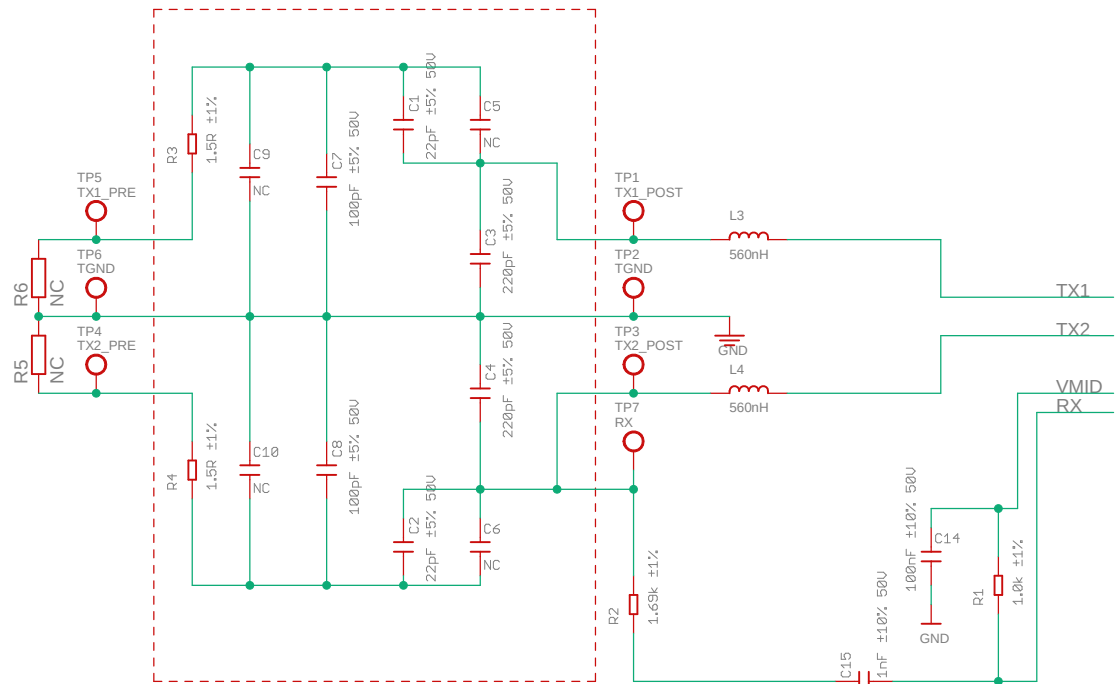 R3
1.5R ±1%
C9
NC
C7
100pF ±5% 50V
C1
22pF ±5% 50V
C5
NC
C3
220pF ±5% 50V
TP5
TX1_PRE
TP6
TGND
TP4
TX2_PRE
R6
NC
R5
NC
TP1
TX1_POST
TP2
TGND
TP3
TX2_POST
TP7
RX
L3
560nH
GND
L4
560nH
TX1
TX2
VMID
RX
R4
1.5R ±1%
C10
NC
C8
100pF ±5% 50V
C4
220pF ±5% 50V
C2
22pF ±5% 50V
C6
NC
R2
1.69k ±1%
C15
1nF ±10% 50V
C14
100nF ±10% 50V
GND
R1
1.0k ±1%